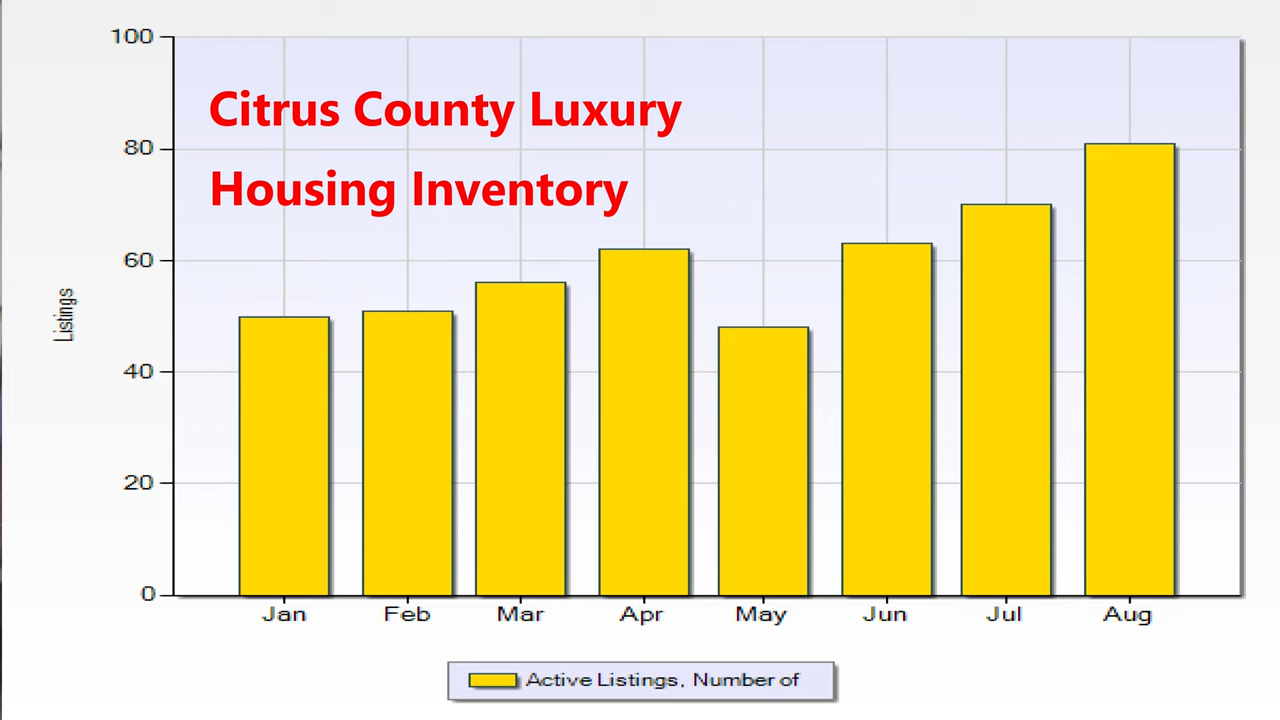 100
Citrus County Luxury
80
Housing Inventory
60
Listings
40
20
0
Jan Feb Mar Apr May Jun Jul Aug
Active Listings, Number of